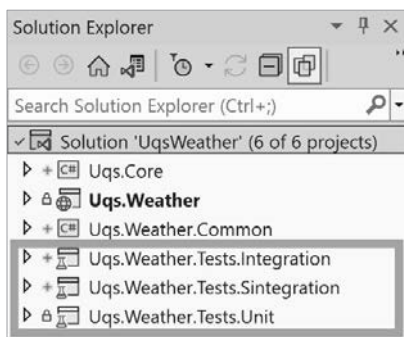 Solution Explorer
Search Solution Explorer (Ctrl+;)
Solution 'UqsWeather' (6 of 6 projects)
C# Uqs.Core
Uqs.Weather
C# Uqs.Weather.Common
Uqs.Weather.Tests.Integration
Uqs.Weather.Tests.Sintegration
Uqs.Weather.Tests.Unit